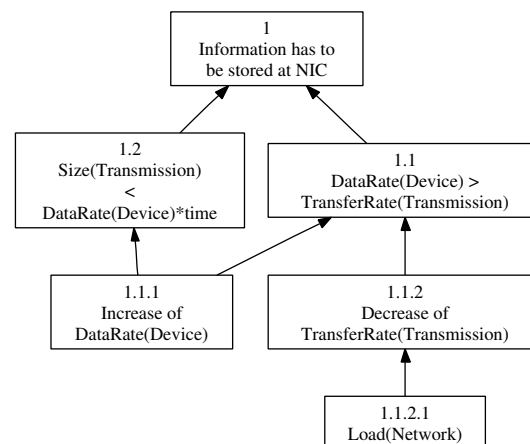 1
Information has to
be stored at NIC
1.2
Size(Transmission)
<
DataRate(Device)*time
1.1
DataRate(Device) >
TransferRate(Transmission)
1.1.1
Increase of
DataRate(Device)
1.1.2
Decrease of
TransferRate(Transmission)
1.1.2.1
Load(Network)